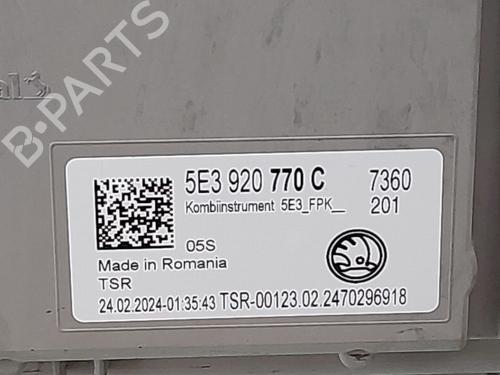 B-PARTS
5E3 920 770 C 7360
Kombiinstrument 5E3_FPK__ 201
05S
Made in Romania
TSR
24.02.2024-01:35:43 TSR-00123.02.2470296918